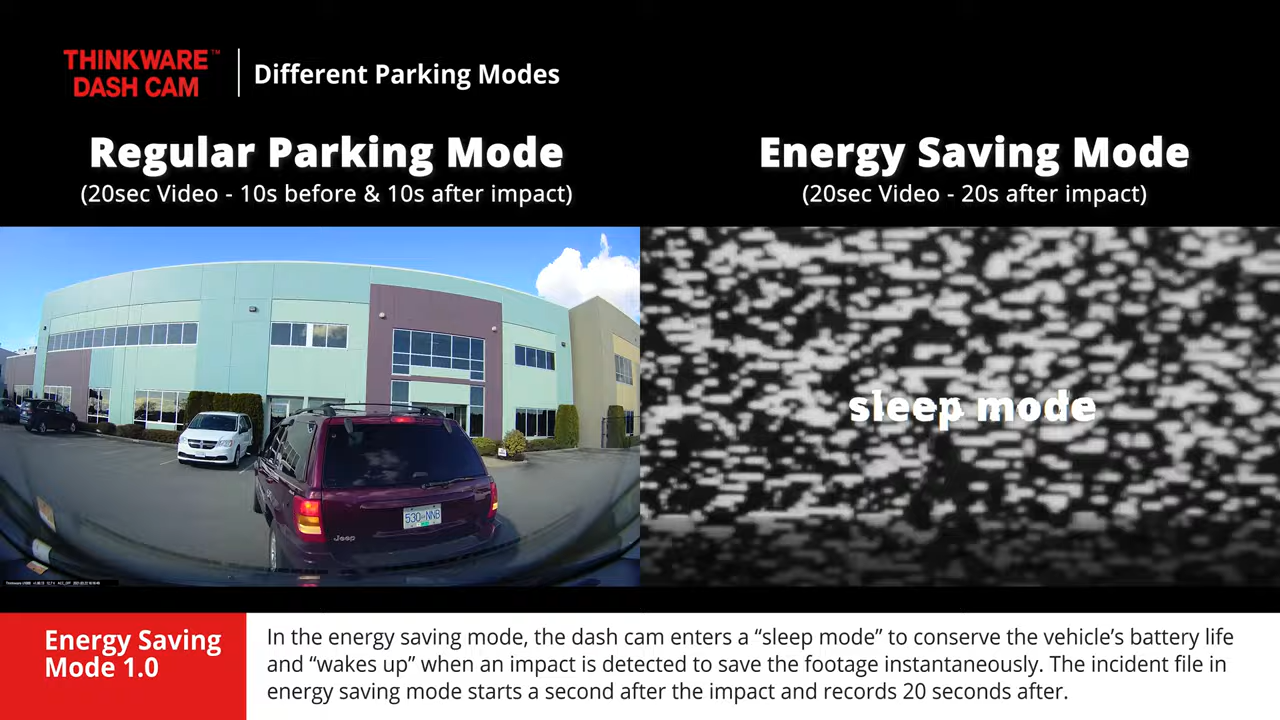 THINKWARE™
DASH CAM
Different Parking Modes
Regular Parking Mode
(20sec Video - 10s before & 10s after impact)
Energy Saving Mode
(20sec Video - 20s after impact)
sleep mode
530 NNB
Jeep
Energy Saving
Mode 1.0
In the energy saving mode, the dash cam enters a “sleep mode” to conserve the vehicle’s battery life
and “wakes up” when an impact is detected to save the footage instantaneously. The incident file in
energy saving mode starts a second after the impact and records 20 seconds after.